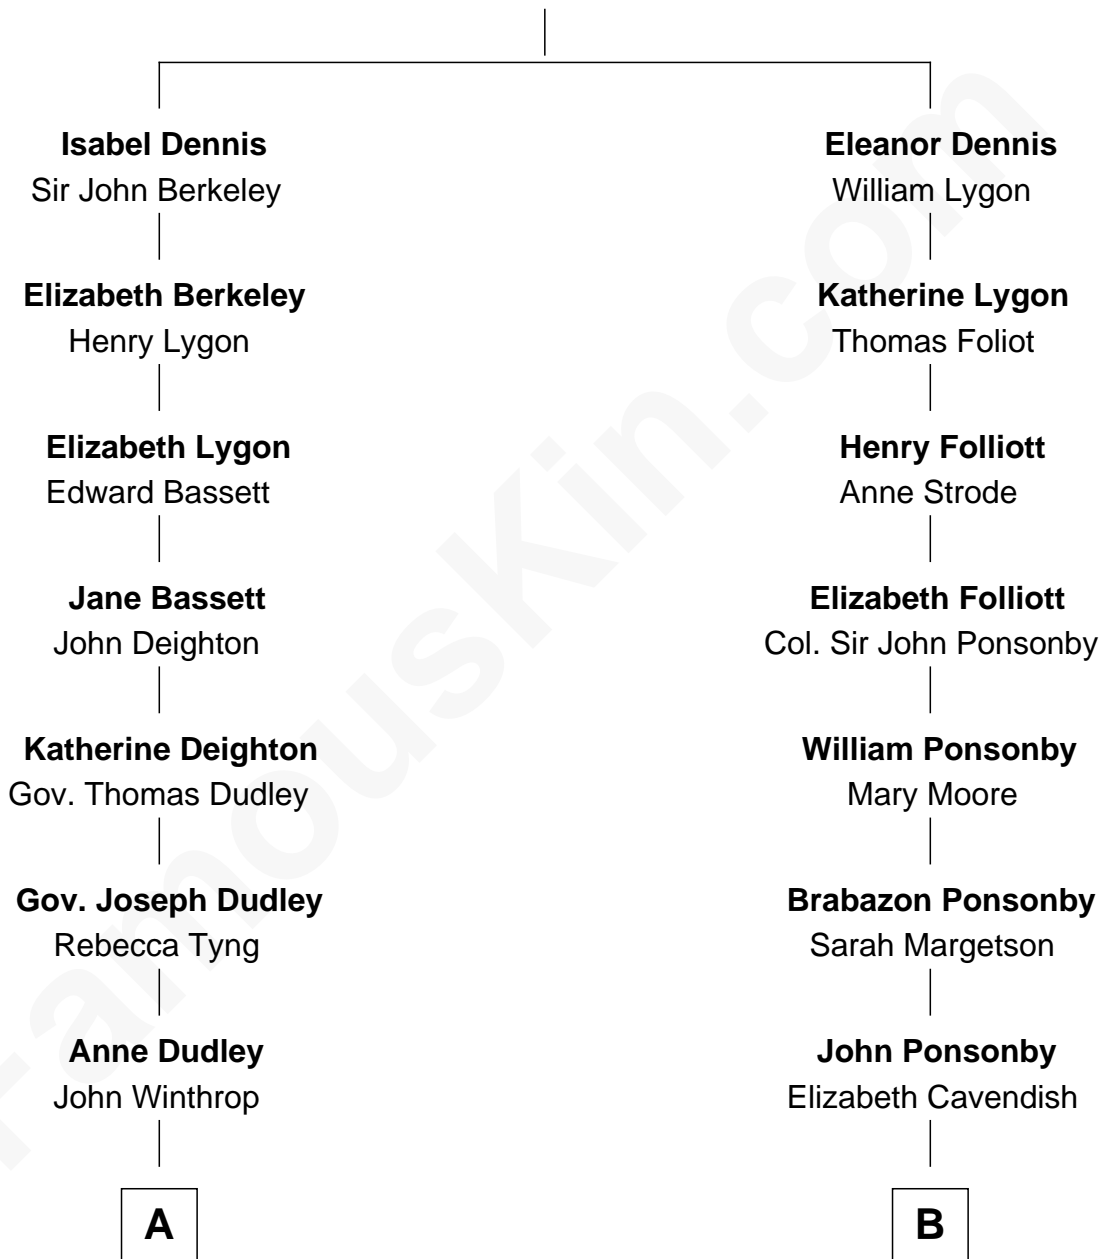 Isabel Dennis
Sir John Berkeley
Elizabeth Berkeley
Henry Lygon
Elizabeth Lygon
Edward Bassett
Jane Bassett
John Deighton
Katherine Deighton
Gov. Thomas Dudley
Gov. Joseph Dudley
Rebecca Tyng
Anne Dudley
John Winthrop
A
Eleanor Dennis
William Lygon
Katherine Lygon
Thomas Foliot
Henry Folliott
Anne Strode
Elizabeth Folliott
Col. Sir John Ponsonby
William Ponsonby
Mary Moore
Brabazon Ponsonby
Sarah Margetson
John Ponsonby
Elizabeth Cavendish
B
FamousKin.com